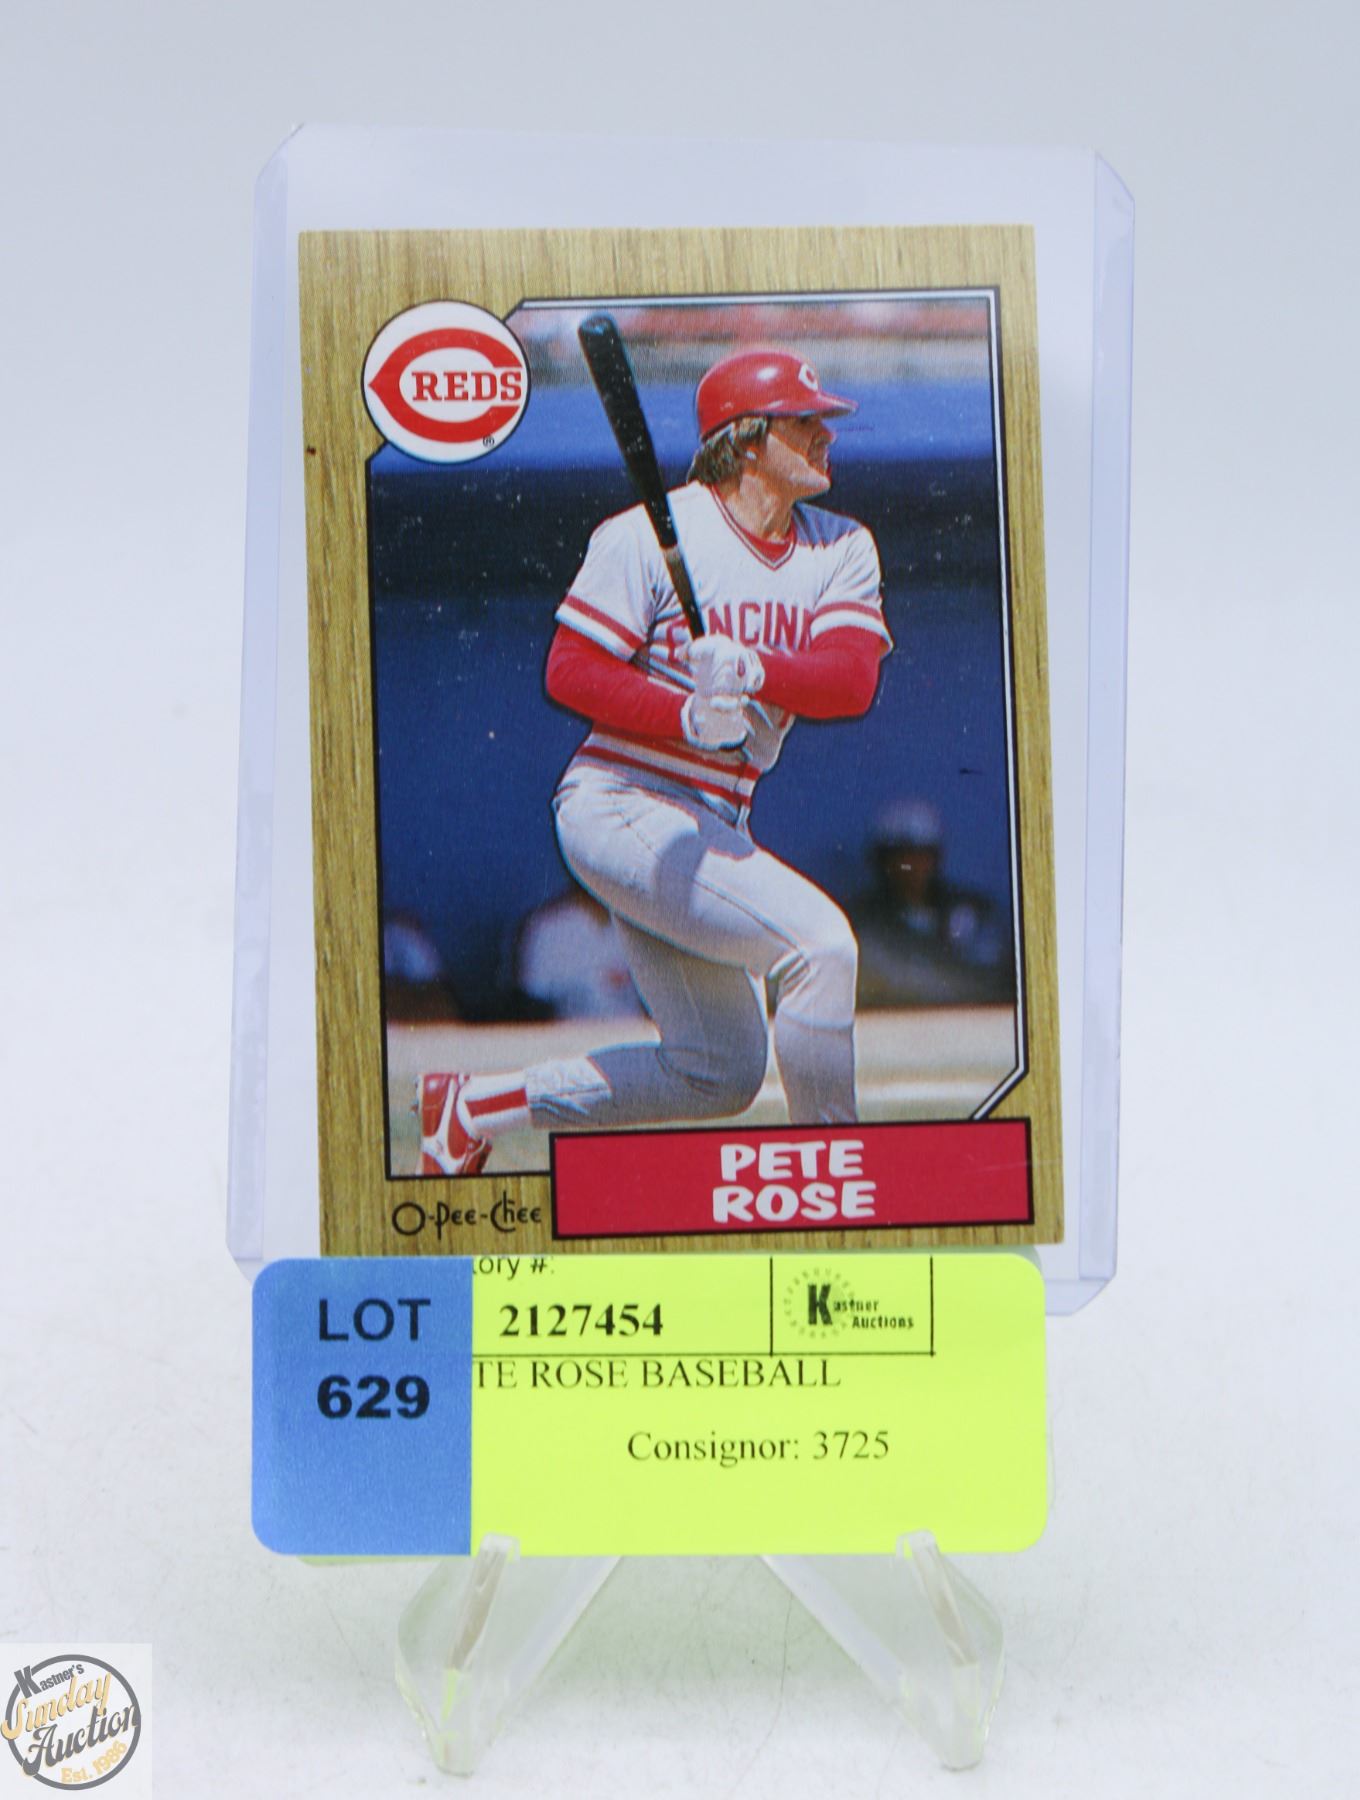 REDS
®
C
CINCINN
PETE
ROSE
O-Pee-Chee
LOT
629
tory #:
2127454
Kastner
Auctions
TE ROSE BASEBALL
Consignor: 3725
Kastner's
Sunday
Auction
Est. 1986